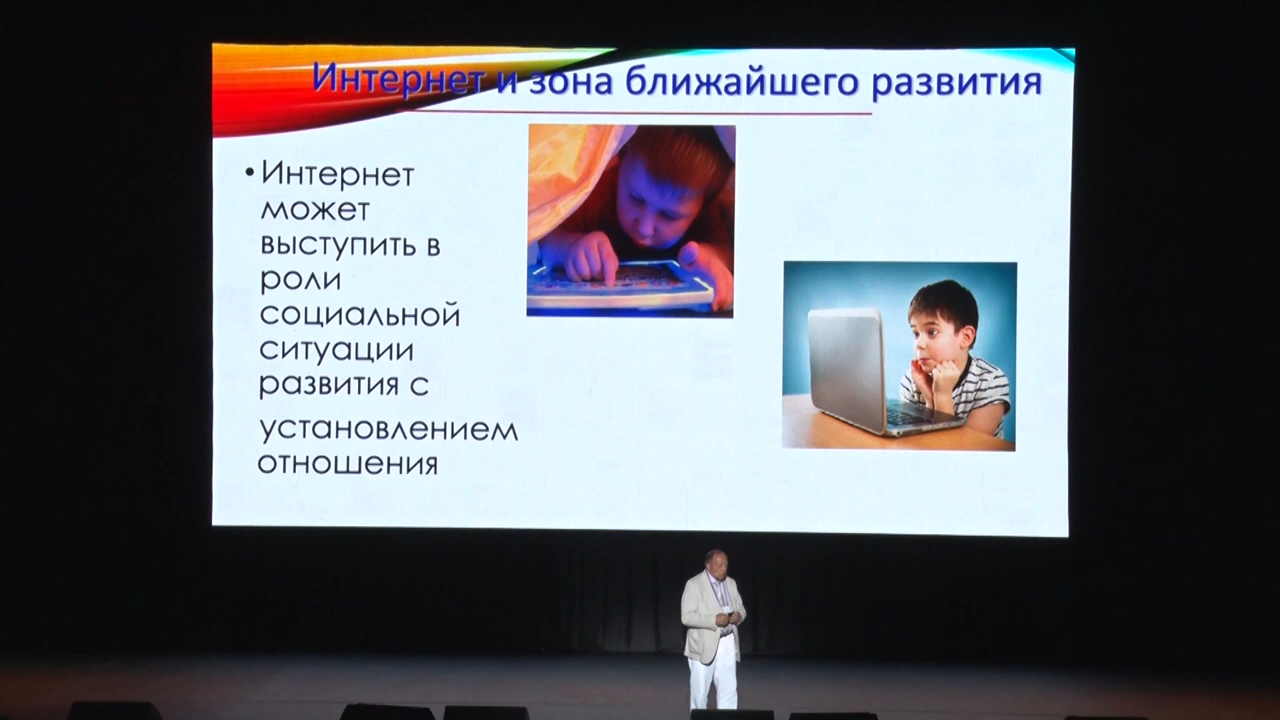 Интернет и зона ближайшего развития
• Интернет
может
выступить в
роли
социальной
ситуации
развития с
установлением
отношения